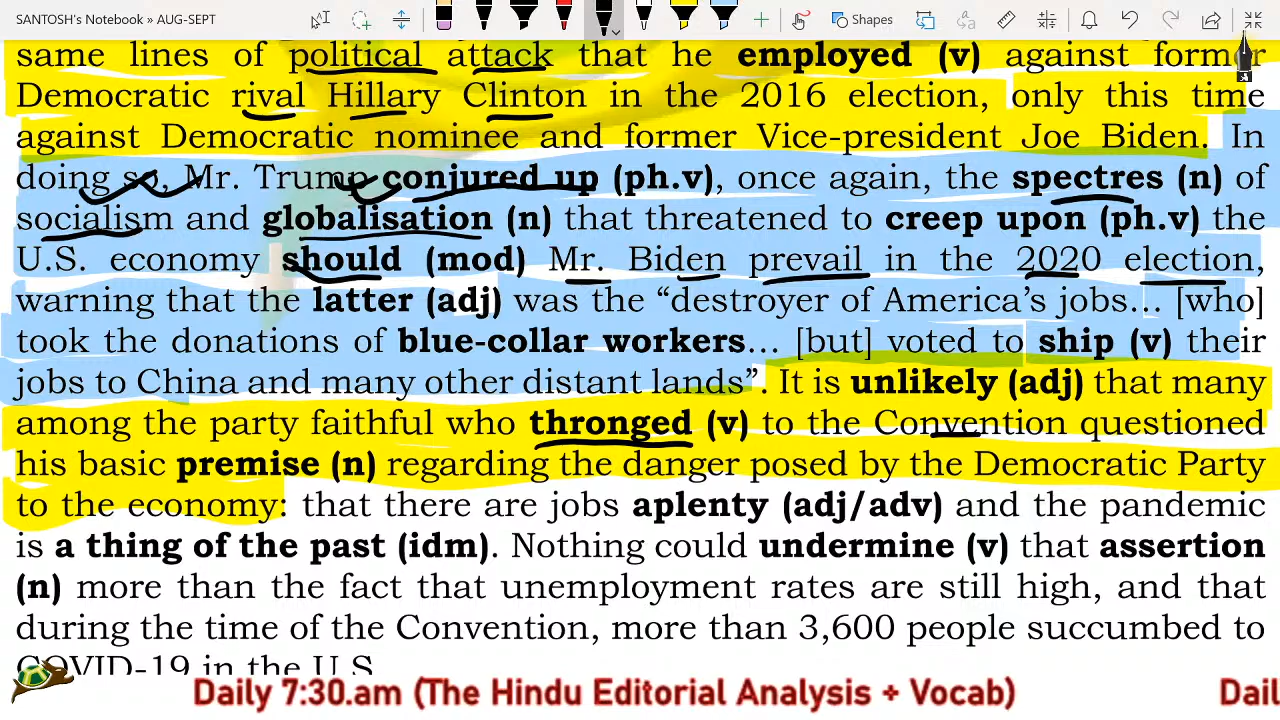 SANTOSH's Notebook » AUG-SEPT
Shapes
same lines of political attack that he employed (v) against former
Democratic rival Hillary Clinton in the 2016 election, only this time
against Democratic nominee and former Vice-president Joe Biden. In
doing so, Mr. Trump conjured up (ph.v), once again, the spectres (n) of
socialism and globalisation (n) that threatened to creep upon (ph.v) the
U.S. economy should (mod) Mr. Biden prevail in the 2020 election,
warning that the latter (adj) was the “destroyer of America’s jobs… [who]
took the donations of blue-collar workers… [but] voted to ship (v) their
jobs to China and many other distant lands”. It is unlikely (adj) that many
among the party faithful who thronged (v) to the Convention questioned
his basic premise (n) regarding the danger posed by the Democratic Party
to the economy: that there are jobs aplenty (adj/adv) and the pandemic
is a thing of the past (idm). Nothing could undermine (v) that assertion
(n) more than the fact that unemployment rates are still high, and that
during the time of the Convention, more than 3,600 people succumbed to
COVID-19 in the U.S
Daily 7:30.am (The Hindu Editorial Analysis + Vocab)
Dail